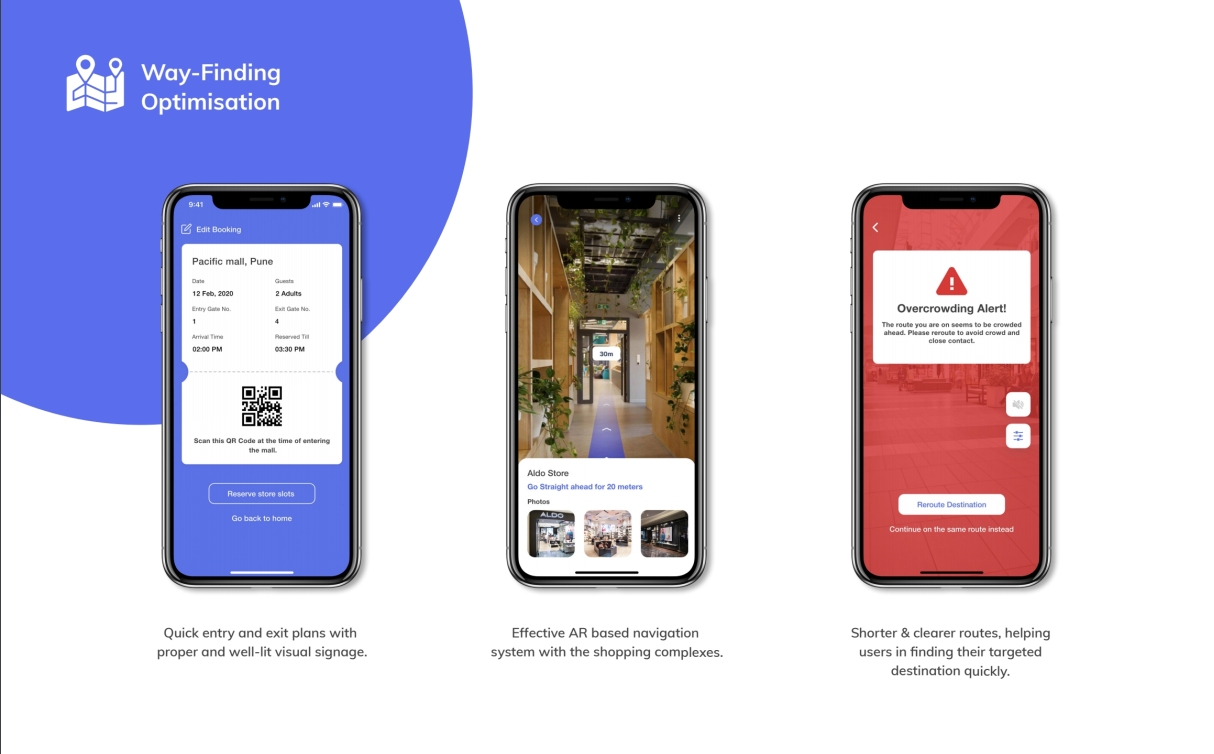 Way-Finding
Optimisation
9:41
Edit Booking
Pacific mall, Pune
Date Guests
12 Feb, 2020 2 Adults
Entry Gate No. Exit Gate No.
1 4
Arrival Time Reserved Till
02:00 PM 03:30 PM
Scan this QR Code at the time of entering
the mall.
Reserve store slots
Go back to home
Quick entry and exit plans with
proper and well-lit visual signage.
30m
Aldo Store
Go Straight ahead for 20 meters
Photos
ALDO
Effective AR based navigation
system with the shopping complexes.
Overcrowding Alert!
The route you are on seems to be crowded
ahead. Please reroute to avoid crowd and
close contact.
Reroute Destination
Continue on the same route instead
Shorter & clearer routes, helping
users in finding their targeted
destination quickly.